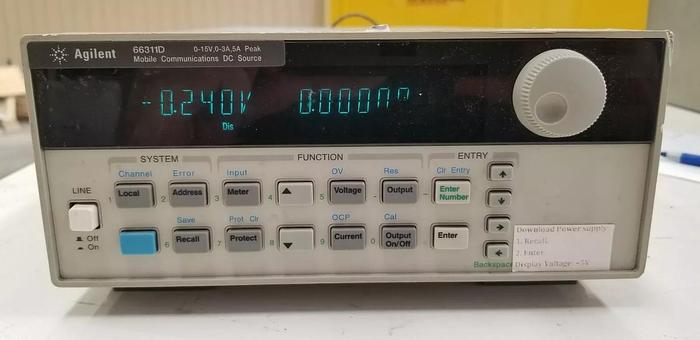 Agilent 66311D 0-15V,0-3A,5A Peak
Mobile Communications DC Source
-0.240V 0.000
Dis
SYSTEM FUNCTION ENTRY
Channel Error Input OV Res Clr Entry
LINE
1 Local 2 Address 3 Meter 4 5 Voltage - Output - Enter Number
Save Prot Clr OCP Cal
Off
On
6 Recall 7 Protect 8 9 Current 0 Output On/Off . Enter
Backspace
Download Power supply
1. Recall
2. Enter
Display Valtage: ~5V